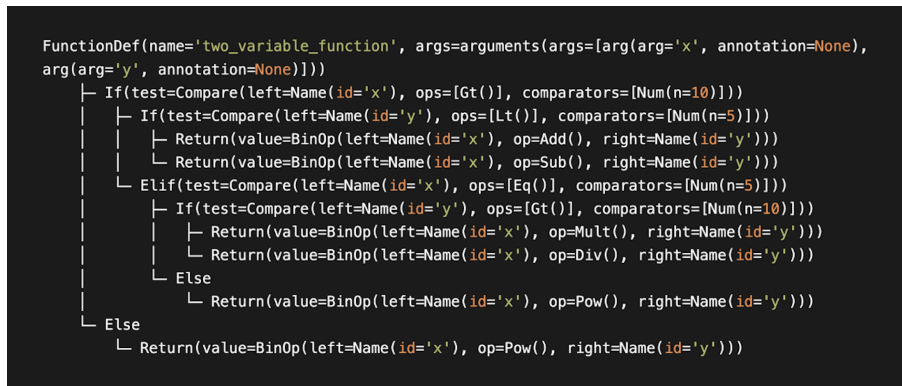 FunctionDef(name='two_variable_function', args=arguments(args=[arg(arg='x', annotation=None),
arg(arg='y', annotation=None)]))
    ├─ If(test=Compare(left=Name(id='x'), ops=[Gt()], comparators=[Num(n=10)]))
    │   ├─ If(test=Compare(left=Name(id='y'), ops=[Lt()], comparators=[Num(n=5)]))
    │   │   ├─ Return(value=BinOp(left=Name(id='x'), op=Add(), right=Name(id='y')))
    │   │   └─ Return(value=BinOp(left=Name(id='x'), op=Sub(), right=Name(id='y')))
    │   └─ Elif(test=Compare(left=Name(id='x'), ops=[Eq()], comparators=[Num(n=5)]))
    │       ├─ If(test=Compare(left=Name(id='y'), ops=[Gt()], comparators=[Num(n=10)]))
    │       │   ├─ Return(value=BinOp(left=Name(id='x'), op=Mult(), right=Name(id='y')))
    │       │   └─ Return(value=BinOp(left=Name(id='x'), op=Div(), right=Name(id='y')))
    │       └─ Else
    │           └─ Return(value=BinOp(left=Name(id='x'), op=Pow(), right=Name(id='y')))
    └─ Else
        └─ Return(value=BinOp(left=Name(id='x'), op=Pow(), right=Name(id='y')))